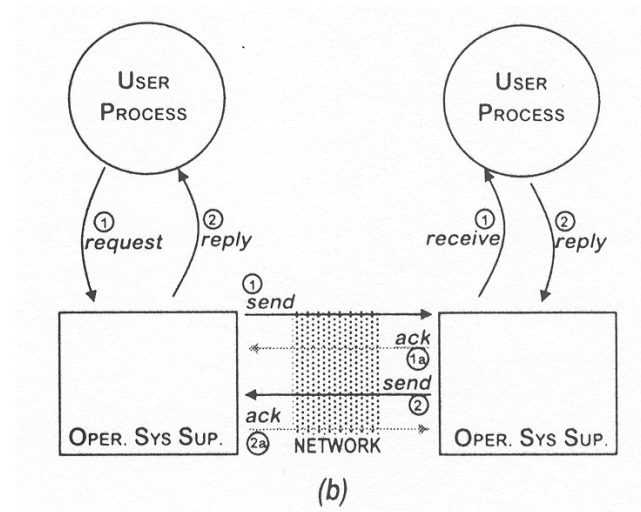 USER
PROCESS
USER
PROCESS
① request
② reply
① receive
② reply
① send
ack
1a
send
②
ack
2a
OPER. SYS SUP.
NETWORK
OPER. SYS SUP.
(b)